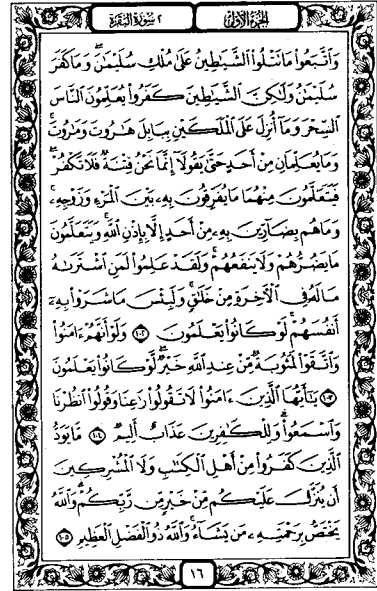 الجزء الأول
٢ سورة البقرة
وَٱتَّبَعُوا۟ مَا تَتْلُوا۟ ٱلشَّيَٰطِينُ عَلَىٰ مُلْكِ سُلَيْمَٰنَ ۖ وَمَا كَفَرَ
سُلَيْمَٰنُ وَلَٰكِنَّ ٱلشَّيَٰطِينَ كَفَرُوا۟ يُعَلِّمُونَ ٱلنَّاسَ
ٱلسِّحْرَ وَمَآ أُنزِلَ عَلَى ٱلْمَلَكَيْنِ بِبَابِلَ هَٰرُوتَ وَمَٰرُوتَ ۚ
وَمَا يُعَلِّمَانِ مِنْ أَحَدٍ حَتَّىٰ يَقُولَآ إِنَّمَا نَحْنُ فِتْنَةٌ فَلَا تَكْفُرْ ۖ
فَيَتَعَلَّمُونَ مِنْهُمَا مَا يُفَرِّقُونَ بِهِۦ بَيْنَ ٱلْمَرْءِ وَزَوْجِهِۦ ۚ
وَمَا هُم بِضَآرِّينَ بِهِۦ مِنْ أَحَدٍ إِلَّا بِإِذْنِ ٱللَّهِ ۚ وَيَتَعَلَّمُونَ
مَا يَضُرُّهُمْ وَلَا يَنفَعُهُمْ ۚ وَلَقَدْ عَلِمُوا۟ لَمَنِ ٱشْتَرَىٰهُ
مَا لَهُۥ فِى ٱلْءَاخِرَةِ مِنْ خَلَٰقٍ ۚ وَلَبِئْسَ مَا شَرَوْا۟ بِهِۦٓ
أَنفُسَهُمْ ۚ لَوْ كَانُوا۟ يَعْلَمُونَ ١٠٢ وَلَوْ أَنَّهُمْ ءَامَنُوا۟
وَٱتَّقَوْا۟ لَمَثُوبَةٌ مِّنْ عِندِ ٱللَّهِ خَيْرٌ ۖ لَّوْ كَانُوا۟ يَعْلَمُونَ
١٠٣ يَٰٓأَيُّهَا ٱلَّذِينَ ءَامَنُوا۟ لَا تَقُولُوا۟ رَٰعِنَا وَقُولُوا۟ ٱنظُرْنَا
وَٱسْمَعُوا۟ ۗ وَلِلْكَٰفِرِينَ عَذَابٌ أَلِيمٌ ١٠٤ مَّا يَوَدُّ
ٱلَّذِينَ كَفَرُوا۟ مِنْ أَهْلِ ٱلْكِتَٰبِ وَلَا ٱلْمُشْرِكِينَ
أَن يُنَزَّلَ عَلَيْكُم مِّنْ خَيْرٍ مِّن رَّبِّكُمْ ۗ وَٱللَّهُ
يَخْتَصُّ بِرَحْمَتِهِۦ مَن يَشَآءُ ۚ وَٱللَّهُ ذُو ٱلْفَضْلِ ٱلْعَظِيمِ ١٠٥
١٦